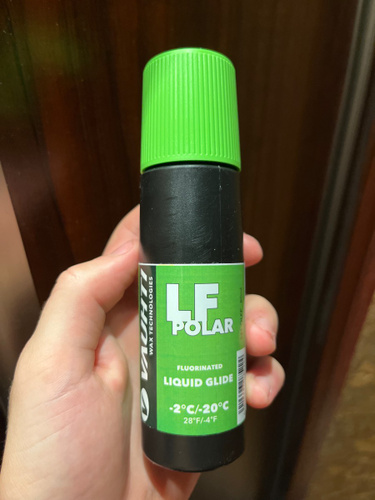 VAUHTI
WAX TECHNOLOGIES
LF
POLAR
FLUORINATED
LIQUID GLIDE
-2°C/-20°C
28°F/-4°F